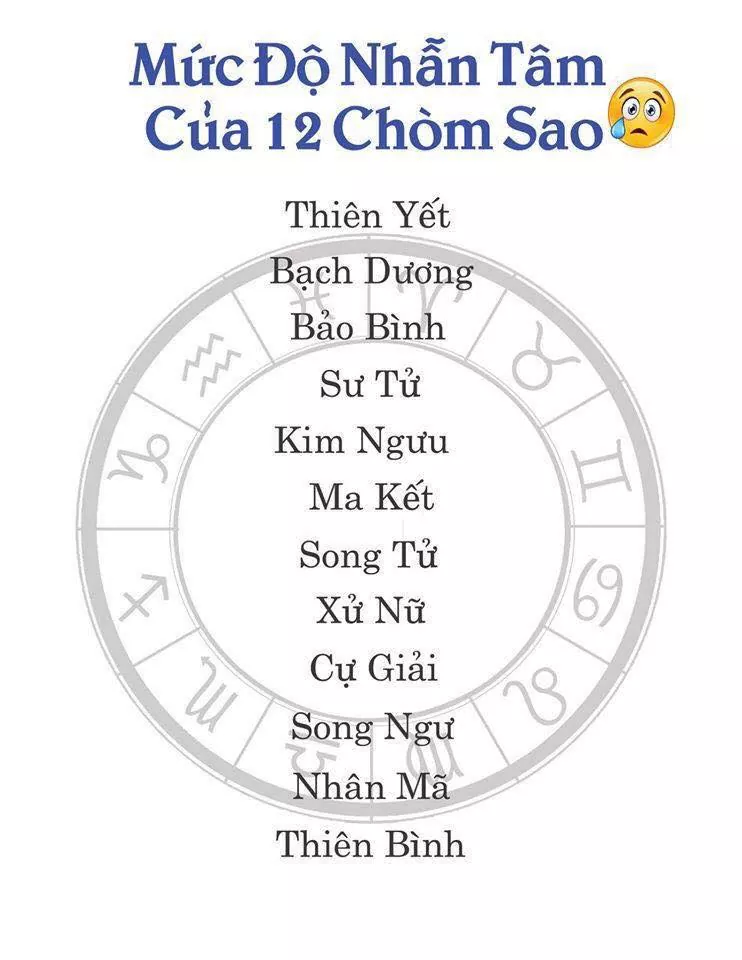 Mức Độ Nhẫn Tâm
Của 12 Chòm Sao
Thiên Yết
Bạch Dương
Bảo Bình
Sư Tử
Kim Ngưu
Ma Kết
Song Tử
Xử Nữ
Cự Giải
Song Ngư
Nhân Mã
Thiên Bình